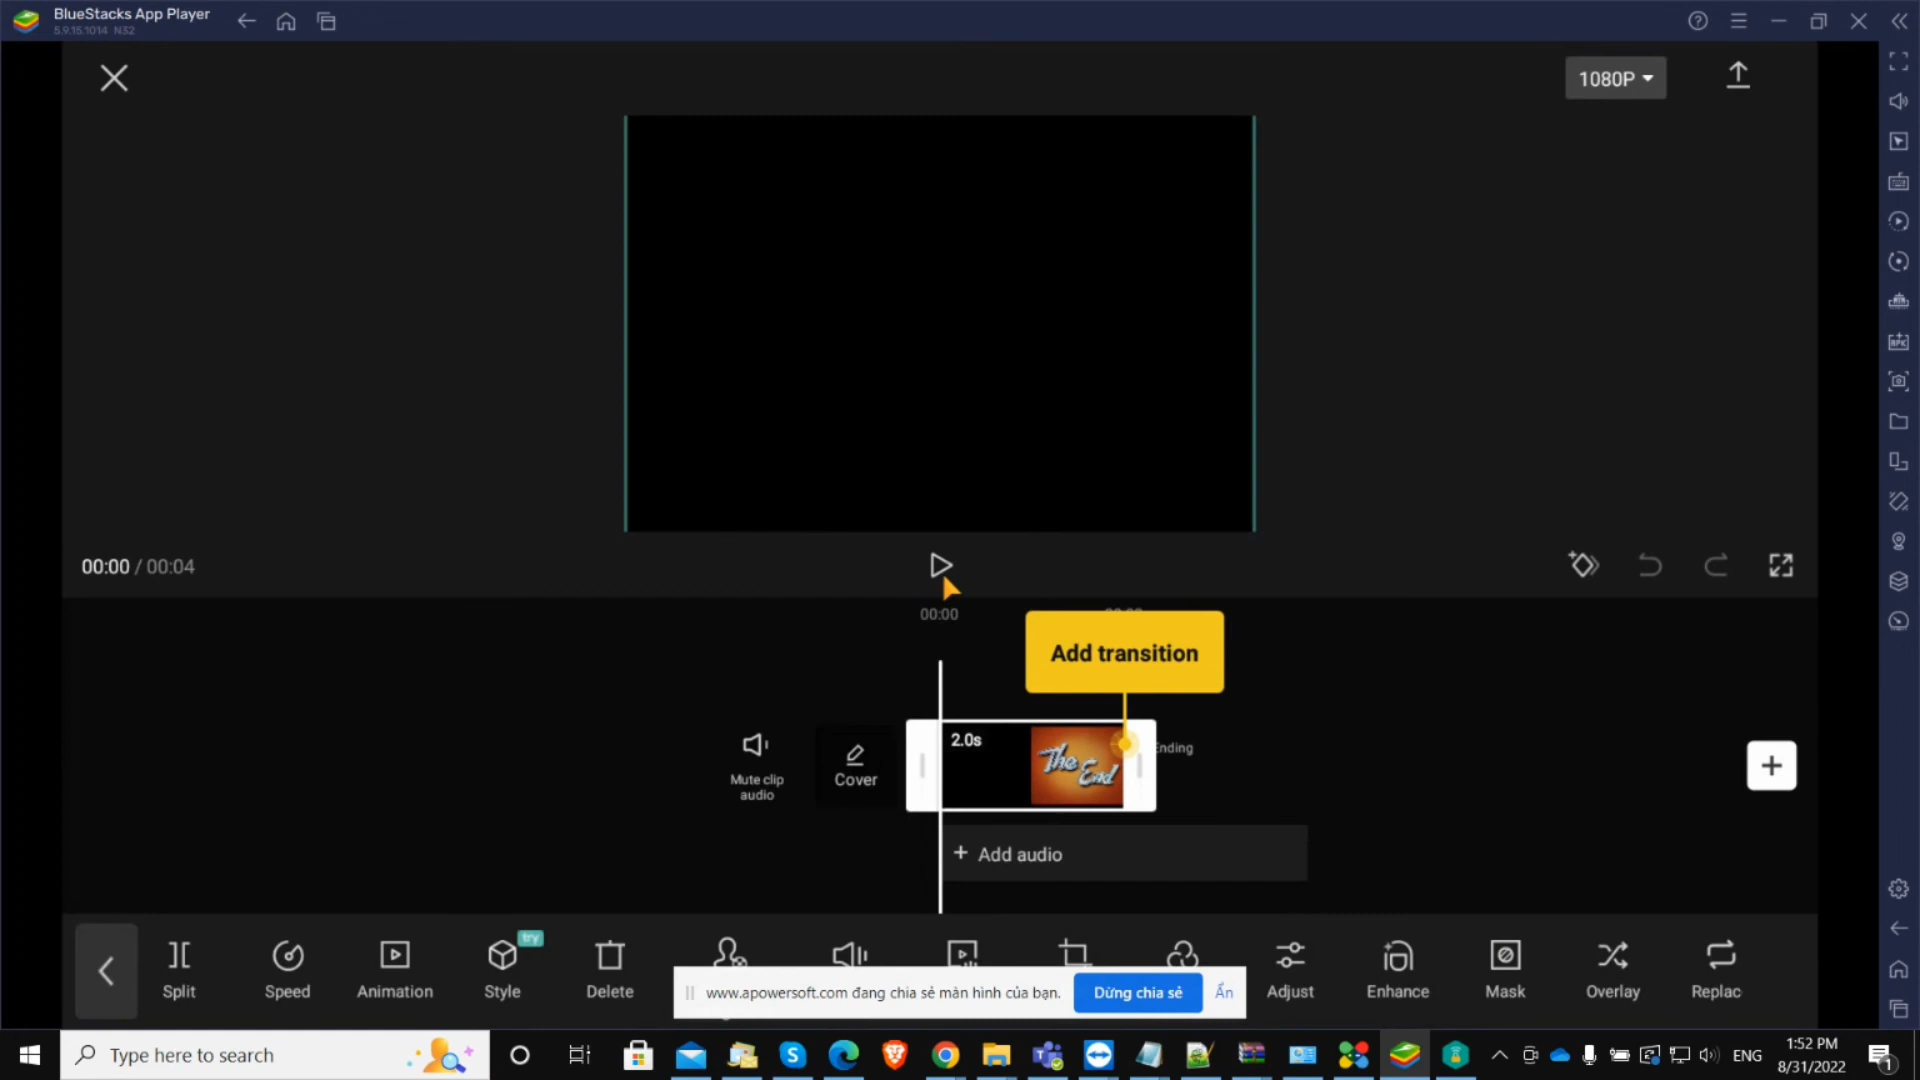 BlueStacks App Player
5.9.15.1014 N32
1080P
00:00 / 00:04
00:00
Add transition
2.0s
The End
Ending
Mute clip
audio
Cover
+ Add audio
Split
Speed
Animation
try
Style
Delete
www.apowersoft.com đang chia sẻ màn hình của bạn.
Dừng chia sẻ
Ẩn
Adjust
Enhance
Mask
Overlay
Replac
Type here to search
ENG
1:52 PM
8/31/2022
1